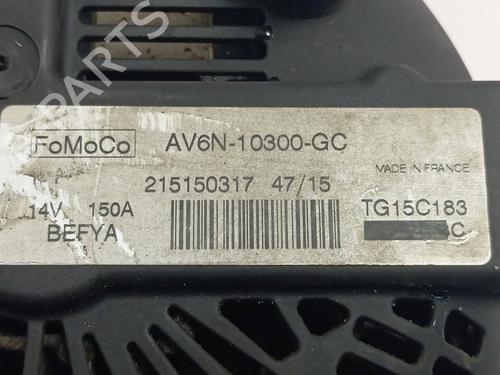 PARTS
FoMoCo AV6N-10300-GC
MADE IN FRANCE
215150317 47/15
14V 150A TG15C183
BEFYA C